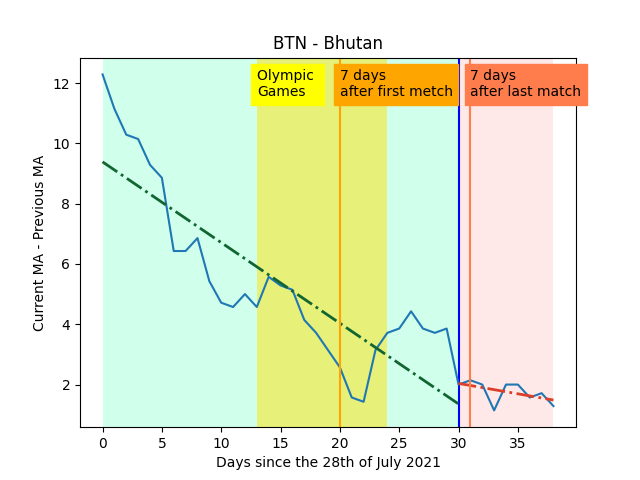 BTN - Bhutan
Olympic
Games
7 days
after first metch
7 days
after last match
Current MA - Previous MA
12
10
8
6
4
2
0 5 10 15 20 25 30 35
Days since the 28th of July 2021